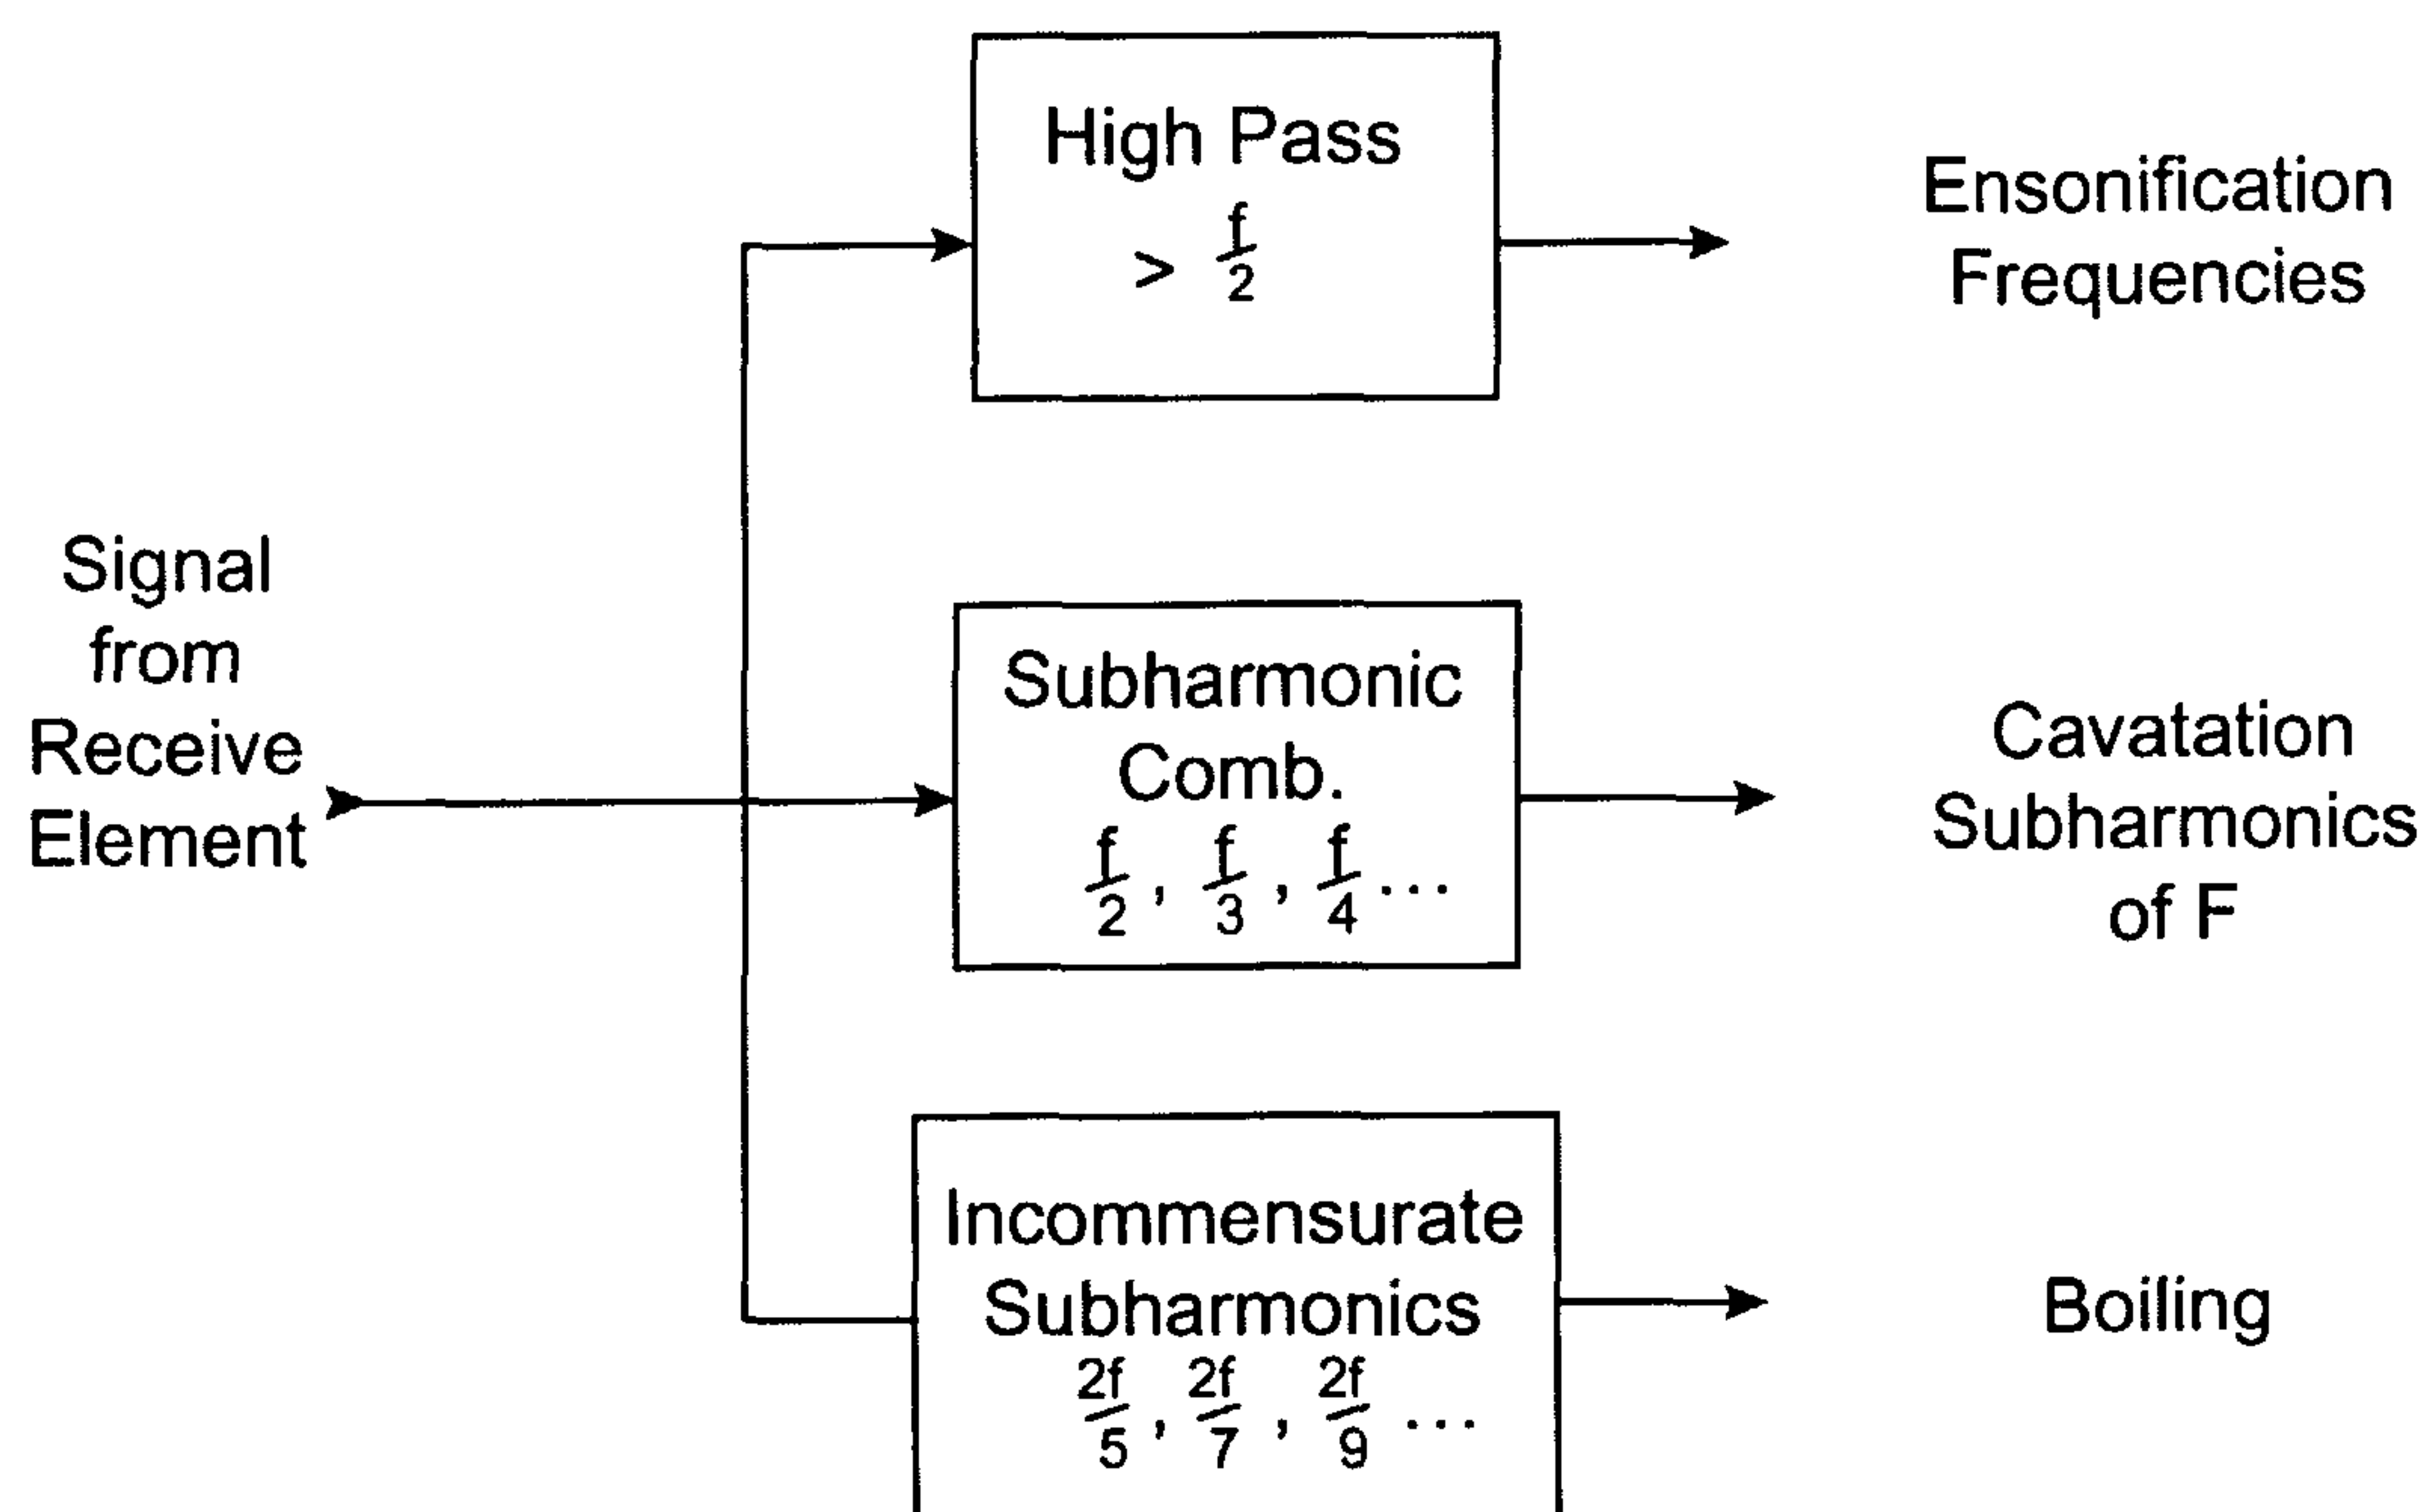 High Pass
> f/2
Ensonification
Frequencies
Signal
from
Receive
Element
Subharmonic
Comb.
f/2, f/3, f/4 ...
Cavatation
Subharmonics
of F
Incommensurate
Subharmonics
2f/5, 2f/7, 2f/9 ...
Boiling